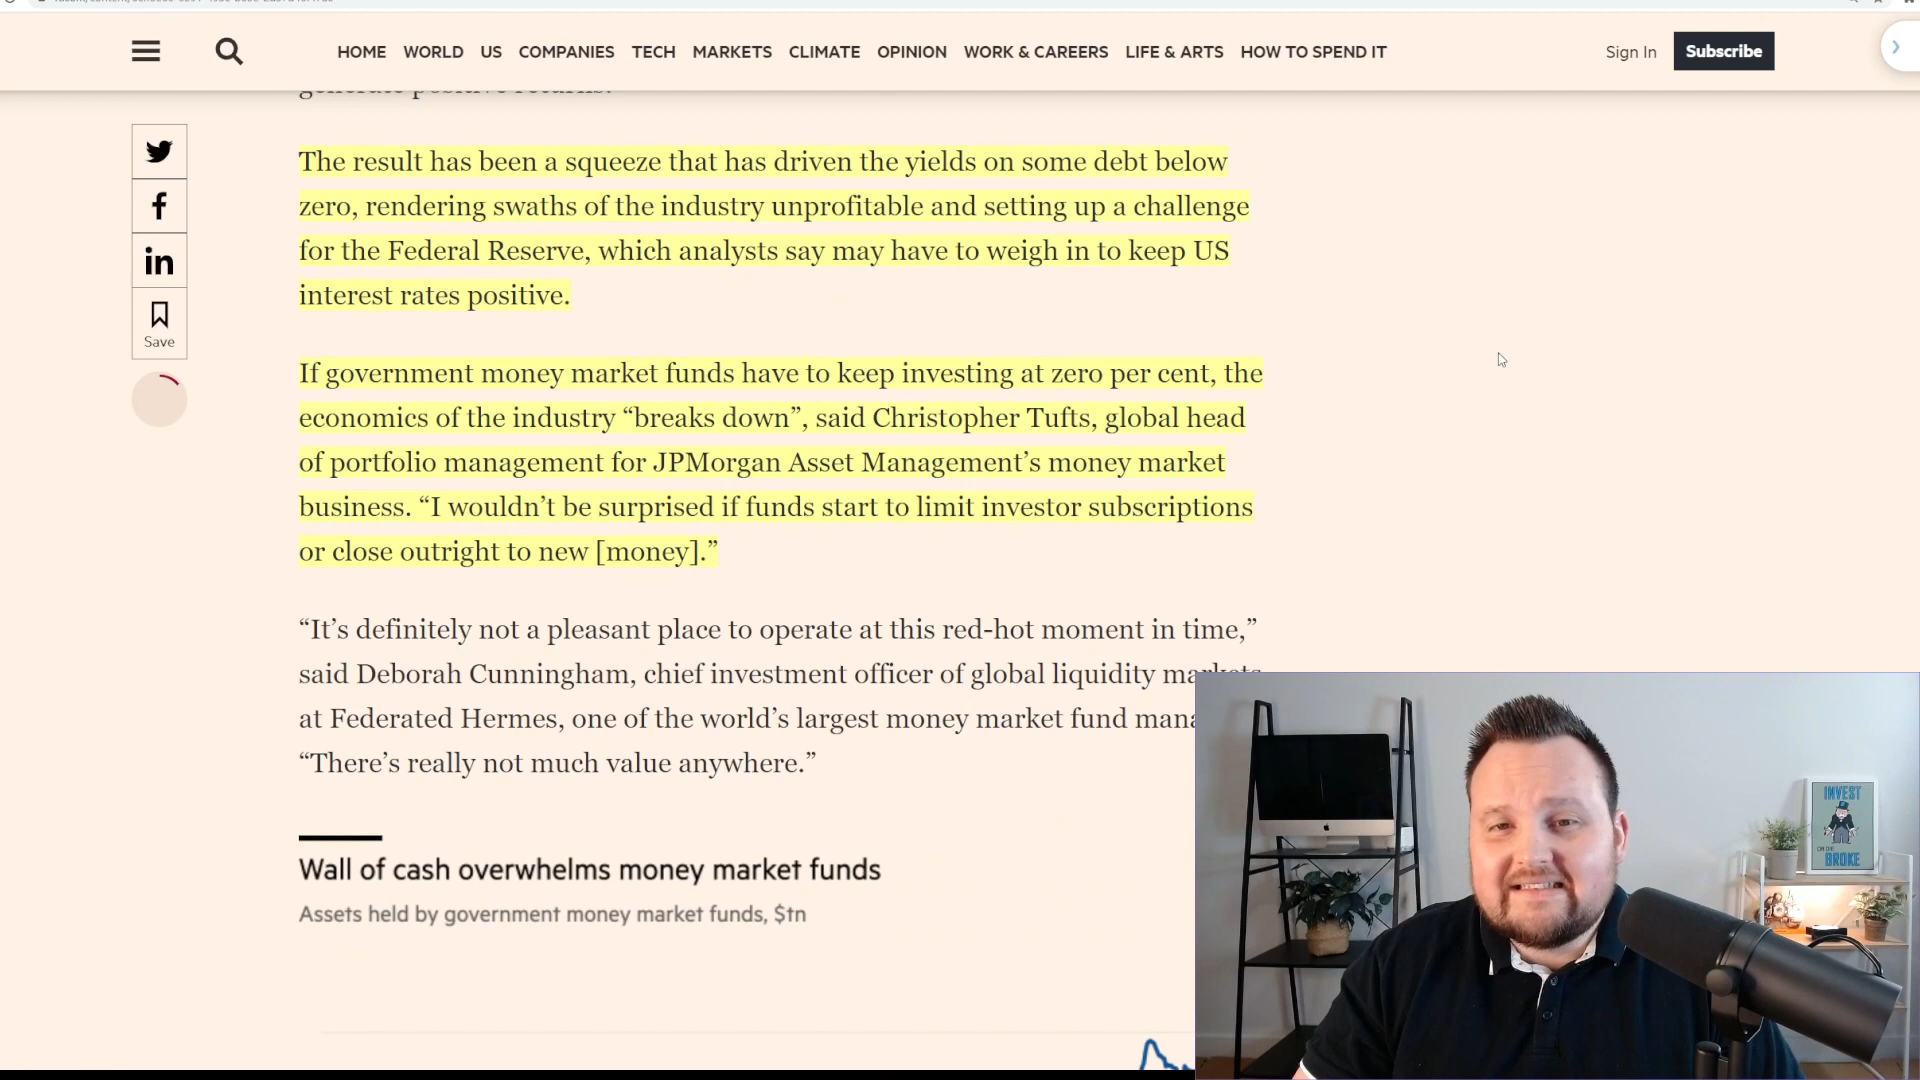 HOME WORLD US COMPANIES TECH MARKETS CLIMATE OPINION WORK & CAREERS LIFE & ARTS HOW TO SPEND IT Sign In Subscribe
generate positive returns.
The result has been a squeeze that has driven the yields on some debt below
zero, rendering swaths of the industry unprofitable and setting up a challenge
for the Federal Reserve, which analysts say may have to weigh in to keep US
interest rates positive.
Save
If government money market funds have to keep investing at zero per cent, the
economics of the industry “breaks down”, said Christopher Tufts, global head
of portfolio management for JPMorgan Asset Management’s money market
business. “I wouldn’t be surprised if funds start to limit investor subscriptions
or close outright to new [money].”
“It’s definitely not a pleasant place to operate at this red-hot moment in time,”
said Deborah Cunningham, chief investment officer of global liquidity markets
at Federated Hermes, one of the world’s largest money market fund mana
“There’s really not much value anywhere.”
Wall of cash overwhelms money market funds
Assets held by government money market funds, $tn
INVEST
OR DIE
BROKE